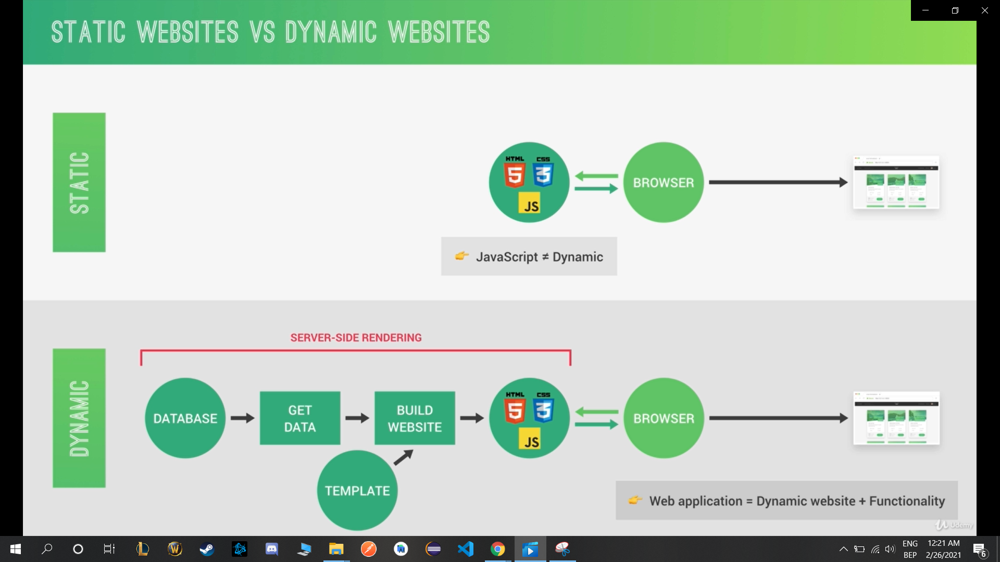 STATIC WEBSITES VS DYNAMIC WEBSITES
STATIC
HTML
CSS
5
3
JS
BROWSER
👉 JavaScript ≠ Dynamic
SERVER-SIDE RENDERING
DYNAMIC
DATABASE
GET
DATA
BUILD
WEBSITE
TEMPLATE
HTML
CSS
5
3
JS
BROWSER
👉 Web application = Dynamic website + Functionality
Udemy
ENG
BEP
12:21 AM
2/26/2021
6